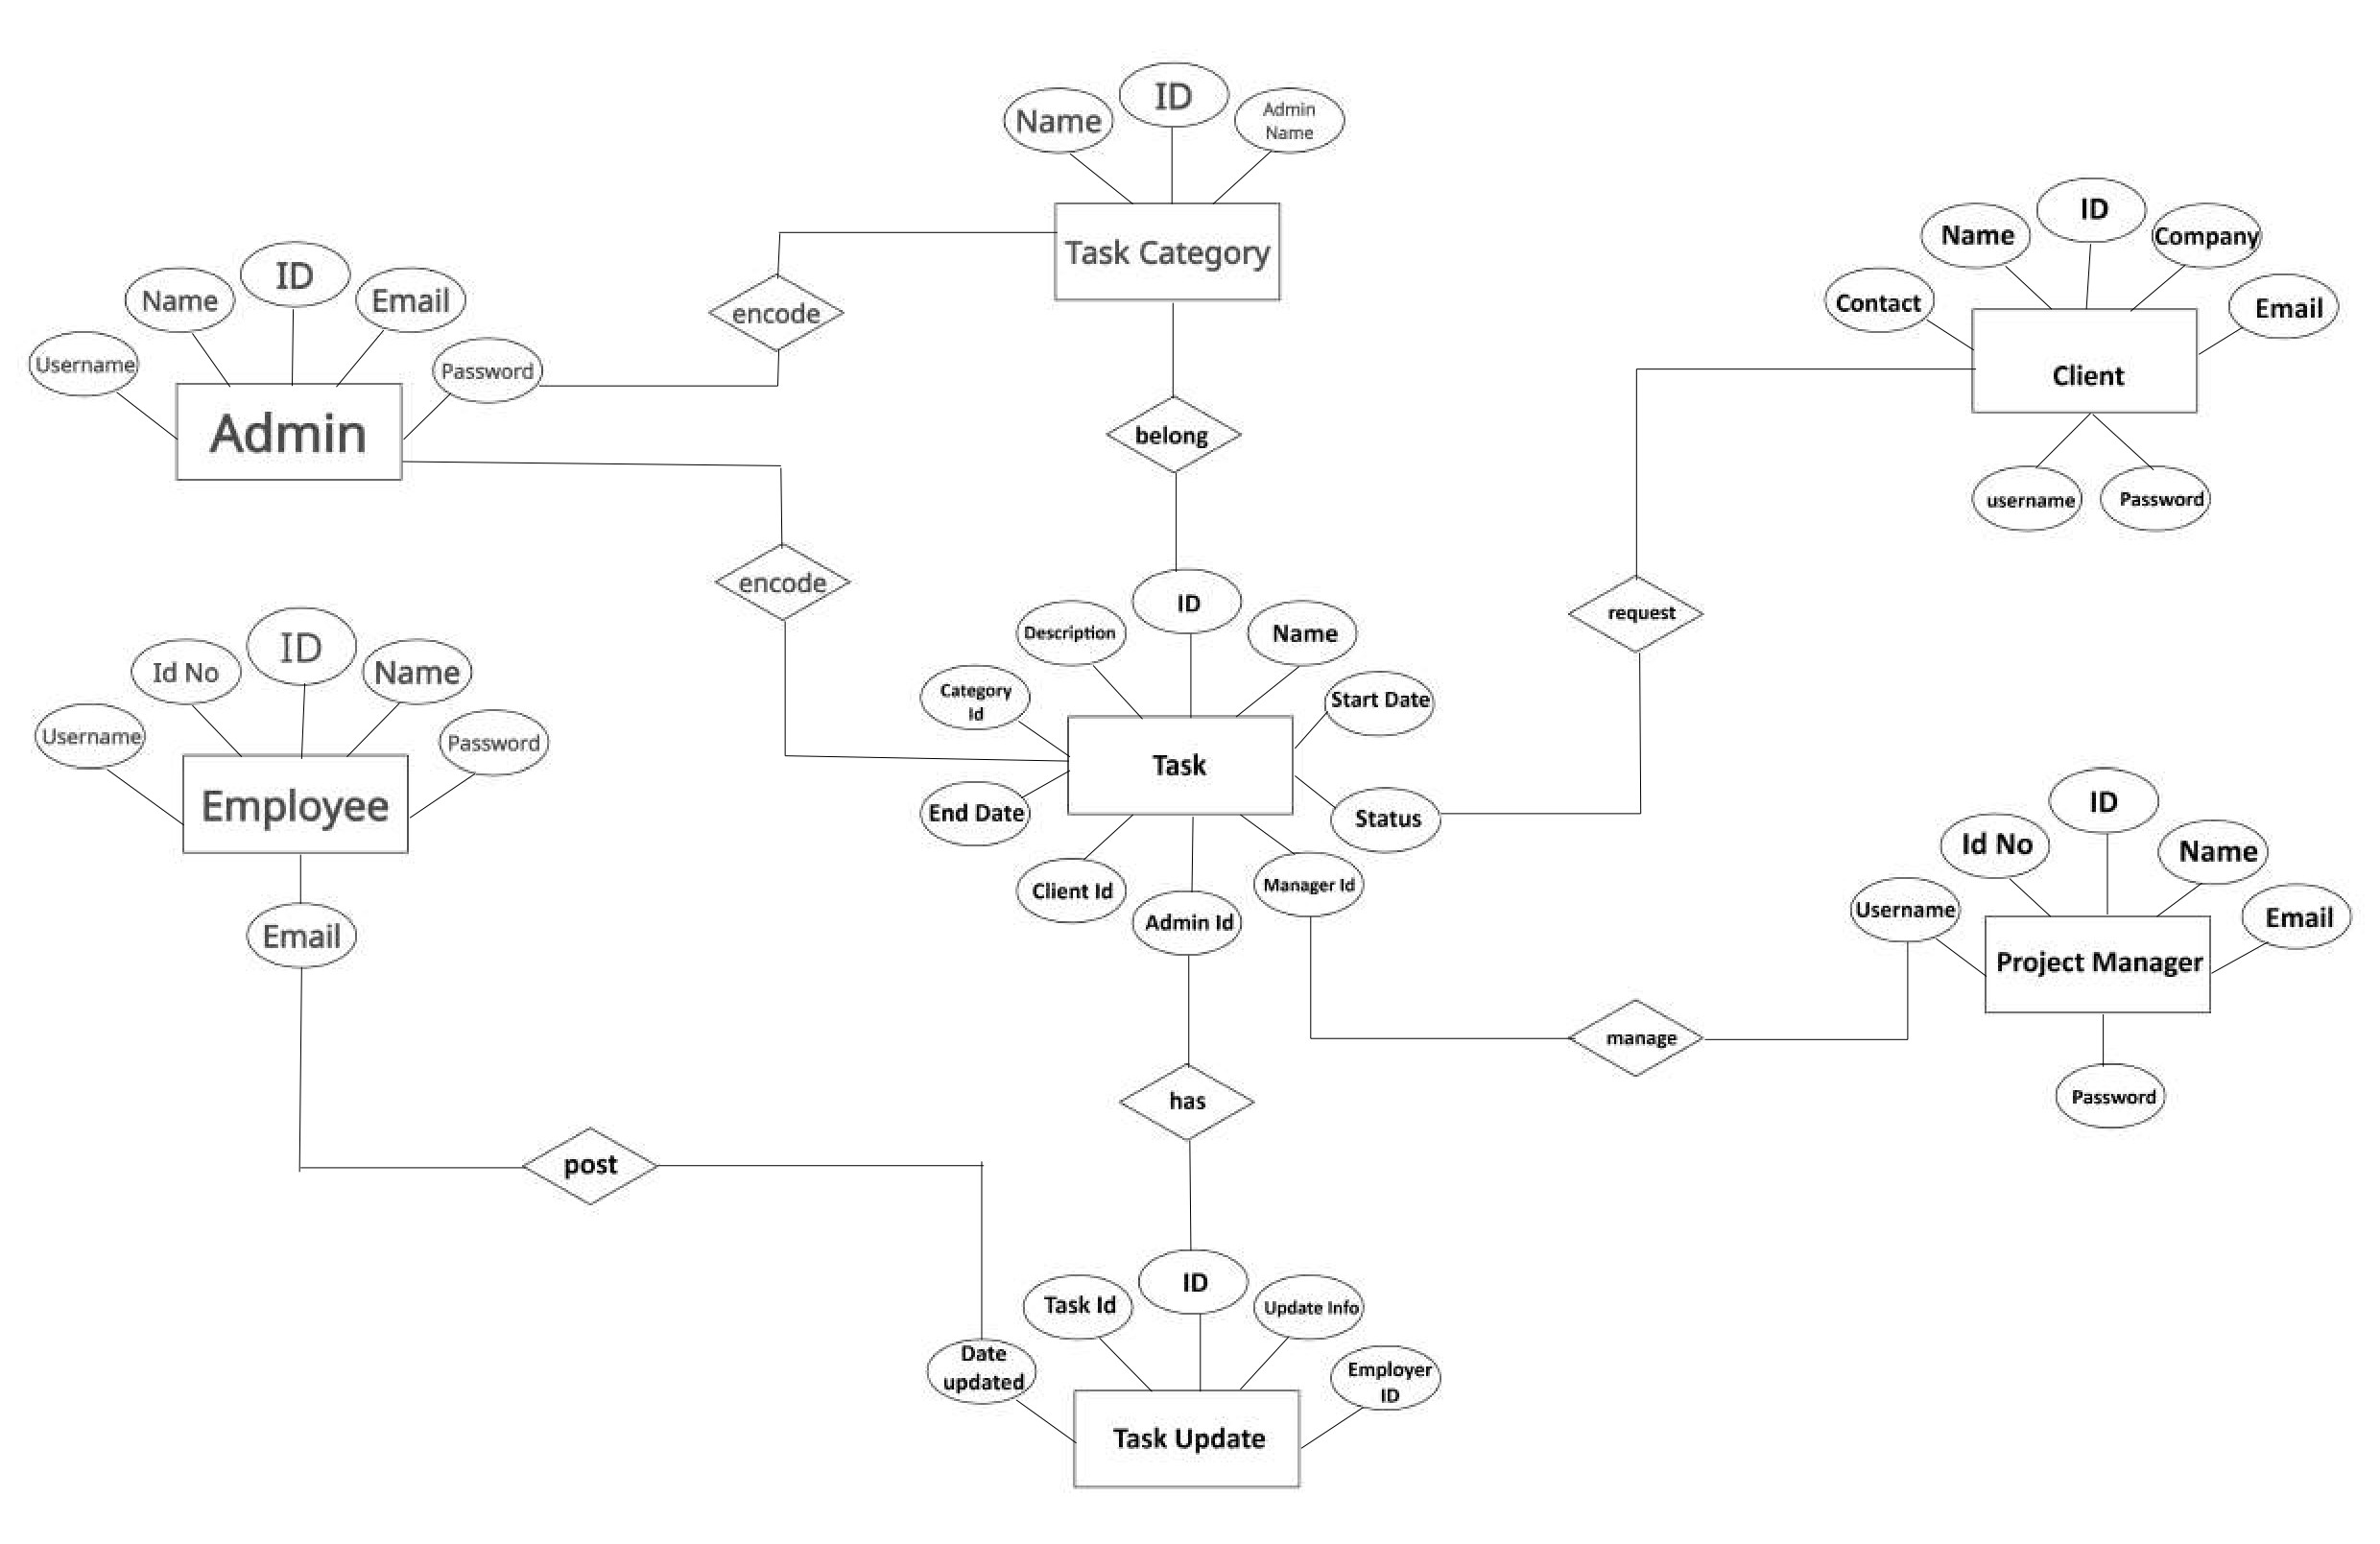 ID
Name
Admin
Name
Task Category
ID
Name
Company
Contact
Email
Client
username
Password
ID
Name
Email
Username
Password
Admin
encode
belong
encode
request
ID
Id No
Name
Username
Password
Employee
Email
ID
Description
Name
Category
Id
Start Date
Task
End Date
Status
Client Id
Manager Id
Admin Id
ID
Id No
Name
Username
Email
Project Manager
Password
manage
has
post
ID
Task Id
Update Info
Date
updated
Employer
ID
Task Update